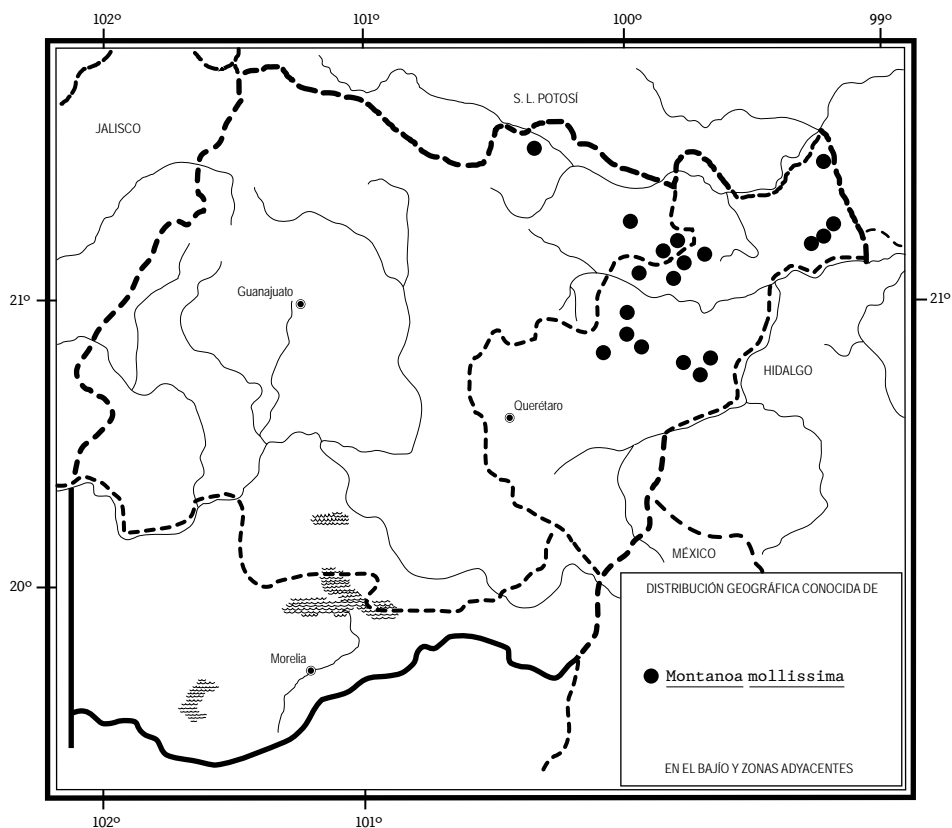 102º 101º 100º 99º
S. L. POTOSÍ
JALISCO
Guanajuato
21º 21º
HIDALGO
Querétaro
MÉXICO
20º
DISTRIBUCIÓN GEOGRÁFICA CONOCIDA DE
Morelia
Montanoa mollissima
EN EL BAJÍO Y ZONAS ADYACENTES
102º 101º